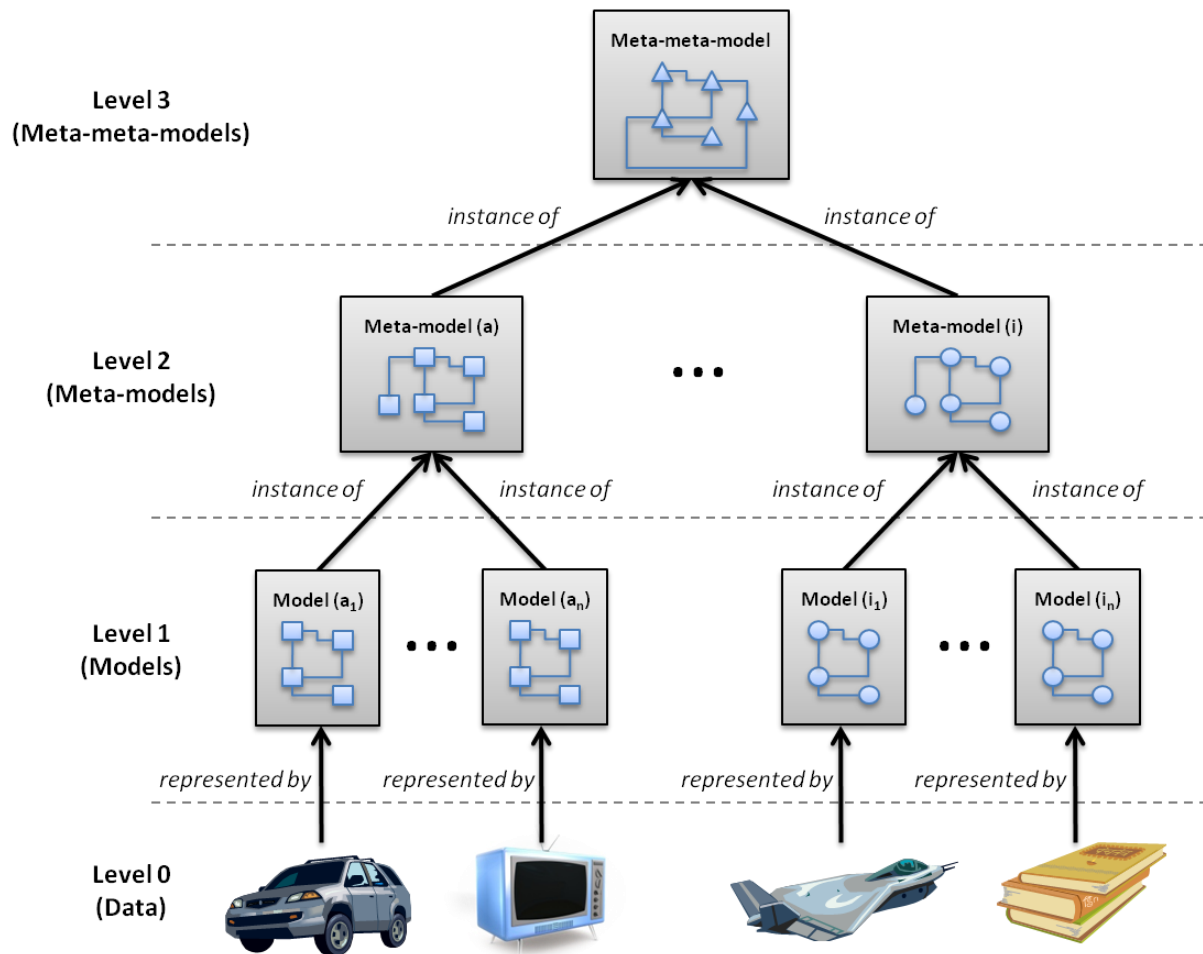 Meta-meta-model
Level 3
(Meta-meta-models)
instance of
instance of
Meta-model (a)
Meta-model (i)
Level 2
(Meta-models)
• • •
instance of
instance of
instance of
instance of
Model (a₁)
Model (aₙ)
Model (i₁)
Model (iₙ)
Level 1
(Models)
• • •
• • •
represented by
represented by
represented by
represented by
Level 0
(Data)